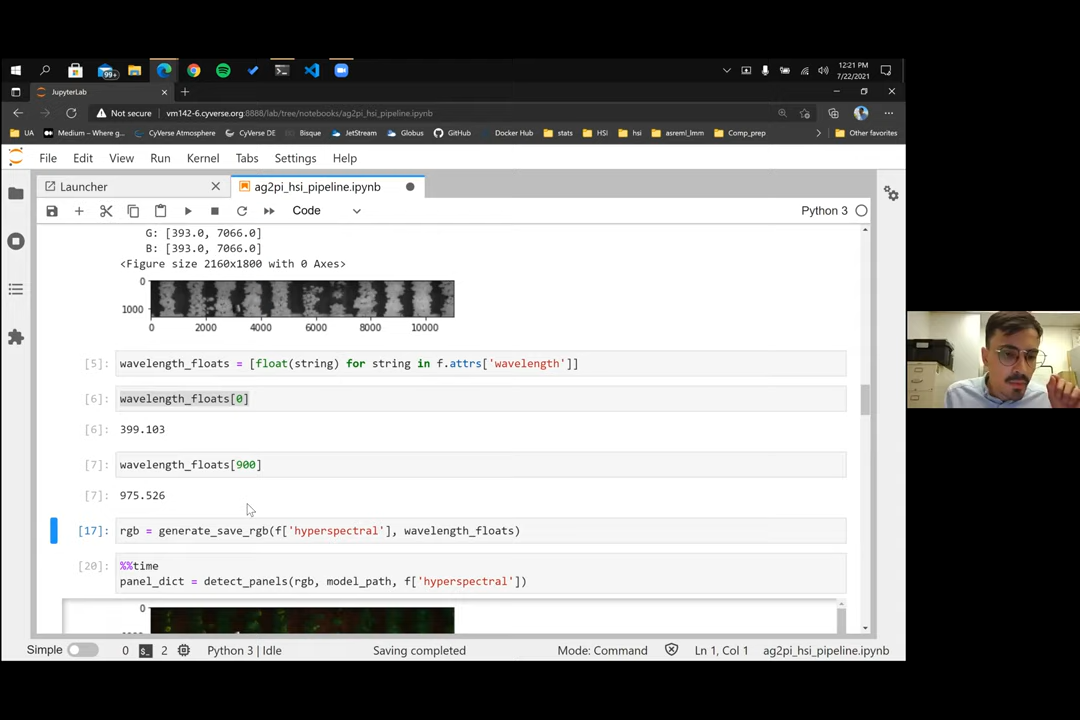 99+
12:21 PM
7/22/2021
JupyterLab
Not secure
vm142-6.cyverse.org:8888/lab/tree/notebooks/ag2pi_hsi_pipeline.ipynb
UA
Medium – Where g...
CyVerse Atmosphere
CyVerse DE
Bisque
JetStream
Globus
GitHub
Docker Hub
stats
HSI
hsi
asreml_lmm
Comp_prep
Other favorites
File Edit View Run Kernel Tabs Settings Help
Launcher
ag2pi_hsi_pipeline.ipynb
Code
Python 3
G: [393.0, 7066.0]
B: [393.0, 7066.0]
<Figure size 2160x1800 with 0 Axes>
0
1000
0 2000 4000 6000 8000 10000
[5]: wavelength_floats = [float(string) for string in f.attrs['wavelength']]
[6]: wavelength_floats[0]
[6]: 399.103
[7]: wavelength_floats[900]
[7]: 975.526
[17]: rgb = generate_save_rgb(f['hyperspectral'], wavelength_floats)
[20]: %%time
panel_dict = detect_panels(rgb, model_path, f['hyperspectral'])
0
Simple 0 2 Python 3 | Idle Saving completed Mode: Command Ln 1, Col 1 ag2pi_hsi_pipeline.ipynb